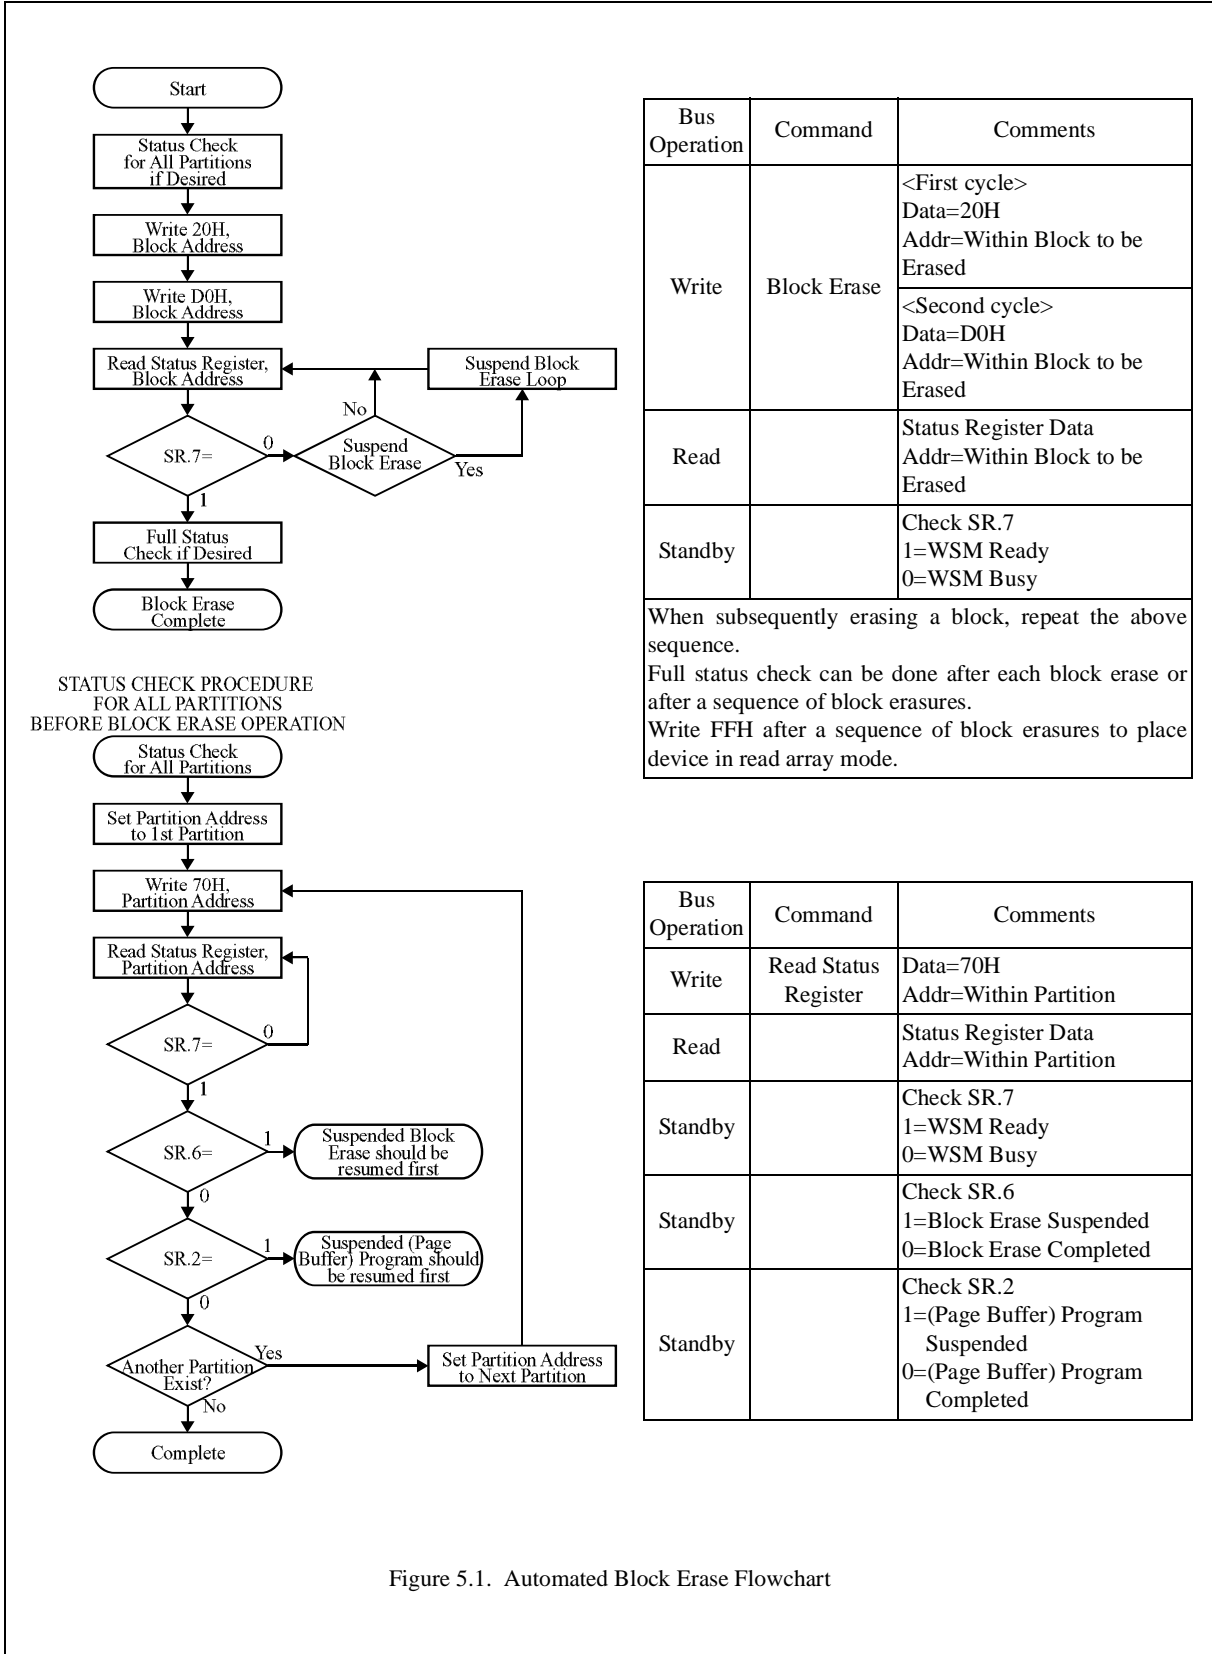 Start
Status Check
for All Partitions
if Desired
Write 20H,
Block Address
Write D0H,
Block Address
Read Status Register,
Block Address
Suspend Block
Erase Loop
No
SR.7=
0
Suspend
Block Erase
Yes
1
Full Status
Check if Desired
Block Erase
Complete
Bus
Operation
Command
Comments
Write
Block Erase
<First cycle>
Data=20H
Addr=Within Block to be
Erased
<Second cycle>
Data=D0H
Addr=Within Block to be
Erased
Read
Status Register Data
Addr=Within Block to be
Erased
Standby
Check SR.7
1=WSM Ready
0=WSM Busy
When subsequently erasing a block, repeat the above
sequence.
Full status check can be done after each block erase or
after a sequence of block erasures.
Write FFH after a sequence of block erasures to place
device in read array mode.
STATUS CHECK PROCEDURE
FOR ALL PARTITIONS
BEFORE BLOCK ERASE OPERATION
Status Check
for All Partitions
Set Partition Address
to 1st Partition
Write 70H,
Partition Address
Read Status Register,
Partition Address
SR.7=
0
1
SR.6=
1
Suspended Block
Erase should be
resumed first
0
SR.2=
1
Suspended (Page
Buffer) Program should
be resumed first
0
Another Partition
Exist?
Yes
Set Partition Address
to Next Partition
No
Complete
Bus
Operation
Command
Comments
Write
Read Status
Register
Data=70H
Addr=Within Partition
Read
Status Register Data
Addr=Within Partition
Standby
Check SR.7
1=WSM Ready
0=WSM Busy
Standby
Check SR.6
1=Block Erase Suspended
0=Block Erase Completed
Standby
Check SR.2
1=(Page Buffer) Program
Suspended
0=(Page Buffer) Program
Completed
Figure 5.1. Automated Block Erase Flowchart